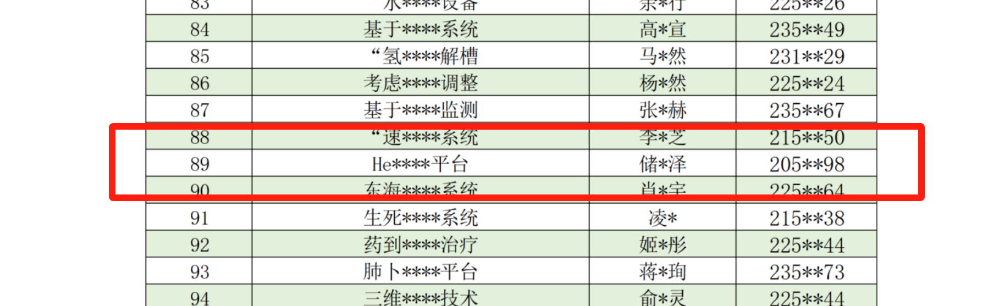 83 “水****设备 余*行 225**26
84 基于****系统 高*宣 235**49
85 “氢****解槽 马*然 231**29
86 考虑****调整 杨*然 225**24
87 基于****监测 张*赫 235**67
88 “速****系统 李*芝 215**50
89 He****平台 储*泽 205**98
90 东海****系统 肖*宇 225**64
91 生死****系统 凌* 215**38
92 药到****治疗 姬*彤 225**44
93 肺卜****平台 蒋*珣 235**73
94 三维****技术 俞*灵 225**44